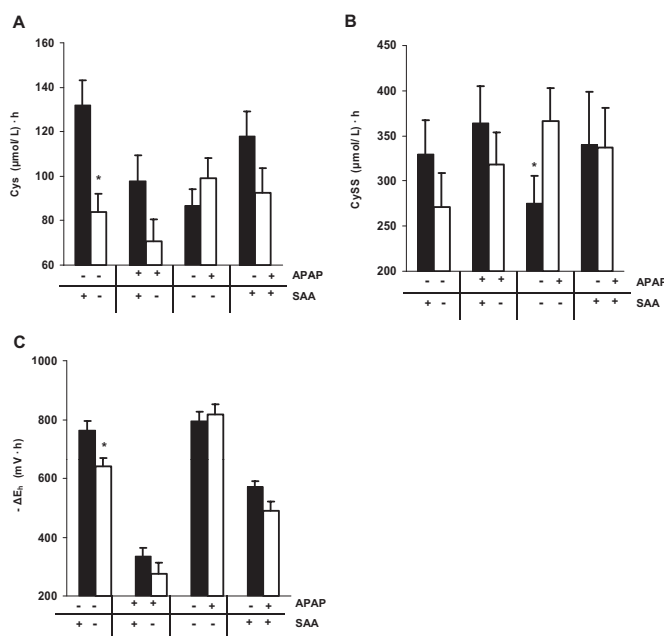 A
Cys (µmol/ L) · h
160
140
120
100
80
60
*
- - + + - + - + APAP
+ - + - - - + + SAA
B
CySS (µmol/ L) · h
450
400
350
300
250
200
*
- - + + - + - + APAP
+ - + - - - + + SAA
C
- ΔEₕ (mV · h)
1000
800
600
400
200
*
- - + + - + - + APAP
+ - + - - - + + SAA